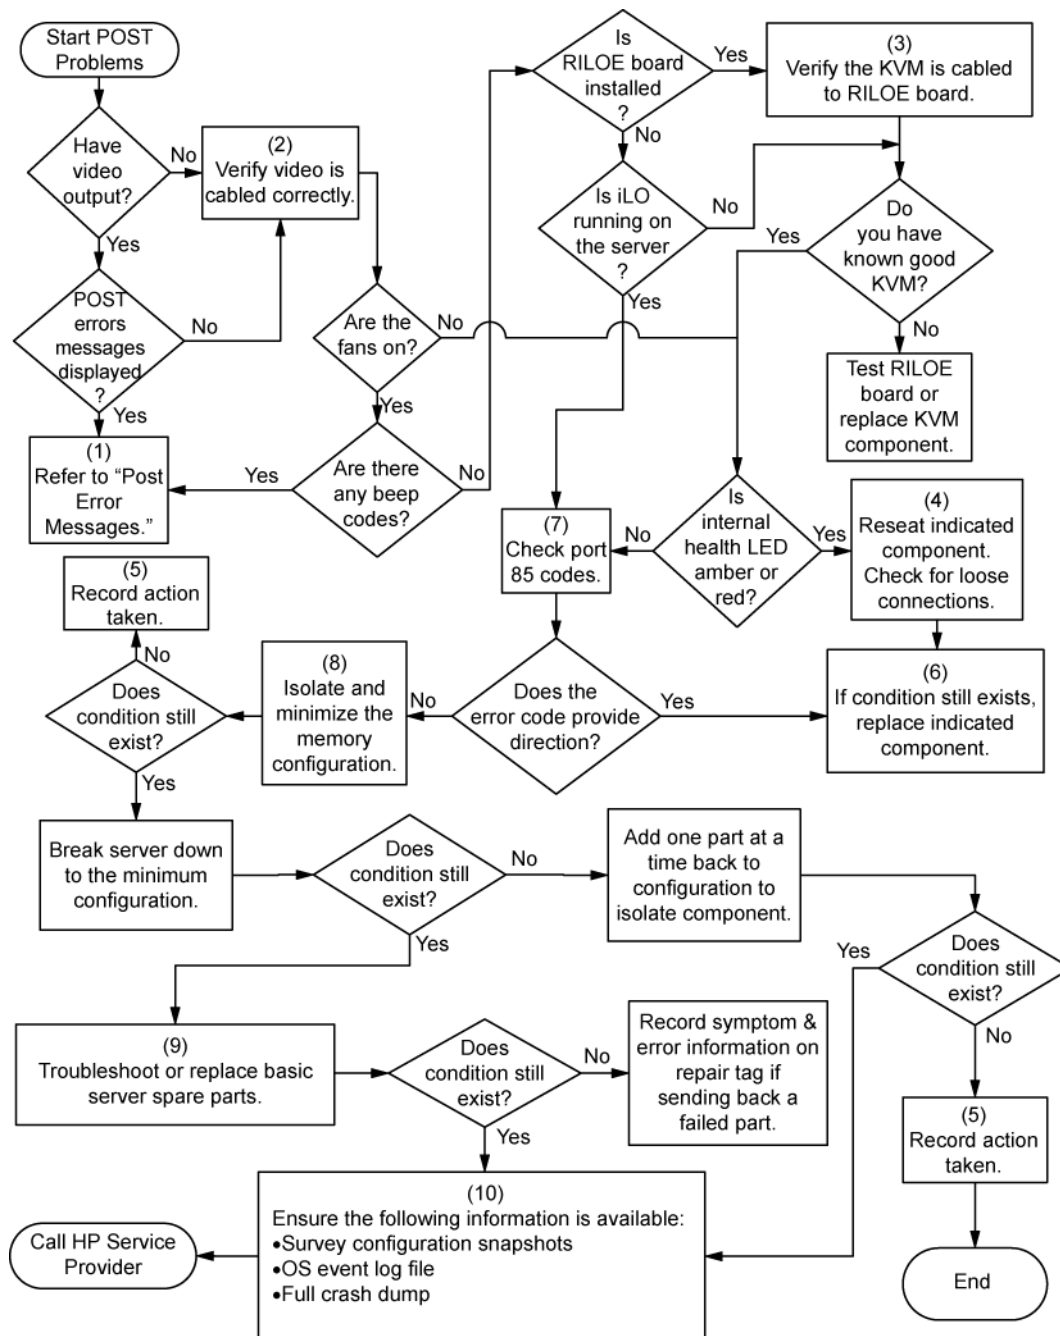 Start POST
Problems
Have
video
output?
No
Yes
(2)
Verify video is
cabled correctly.
POST
errors
messages
displayed
?
No
Yes
(1)
Refer to “Post
Error
Messages.”
Are the
fans on?
No
Yes
Are there
any beep
codes?
Yes
No
Is
RILOE board
installed
?
Yes
No
(3)
Verify the KVM is cabled
to RILOE board.
Is iLO
running on
the server
?
No
Yes
Do
you have
known good
KVM?
Yes
No
Test RILOE
board or
replace KVM
component.
Is
internal
health LED
amber or
red?
No
Yes
(4)
Reseat indicated
component.
Check for loose
connections.
(7)
Check port
85 codes.
(6)
If condition still exists,
replace indicated
component.
Does the
error code provide
direction?
Yes
No
(8)
Isolate and
minimize the
memory
configuration.
(5)
Record action
taken.
No
Does
condition still
exist?
Yes
Break server down
to the minimum
configuration.
Does
condition still
exist?
No
Yes
Add one part at a
time back to
configuration to
isolate component.
Does
condition still
exist?
Yes
No
(9)
Troubleshoot or replace basic
server spare parts.
Does
condition still
exist?
No
Yes
Record symptom &
error information on
repair tag if
sending back a
failed part.
(5)
Record action
taken.
End
(10)
Ensure the following information is available:
•Survey configuration snapshots
•OS event log file
•Full crash dump
Call HP Service
Provider